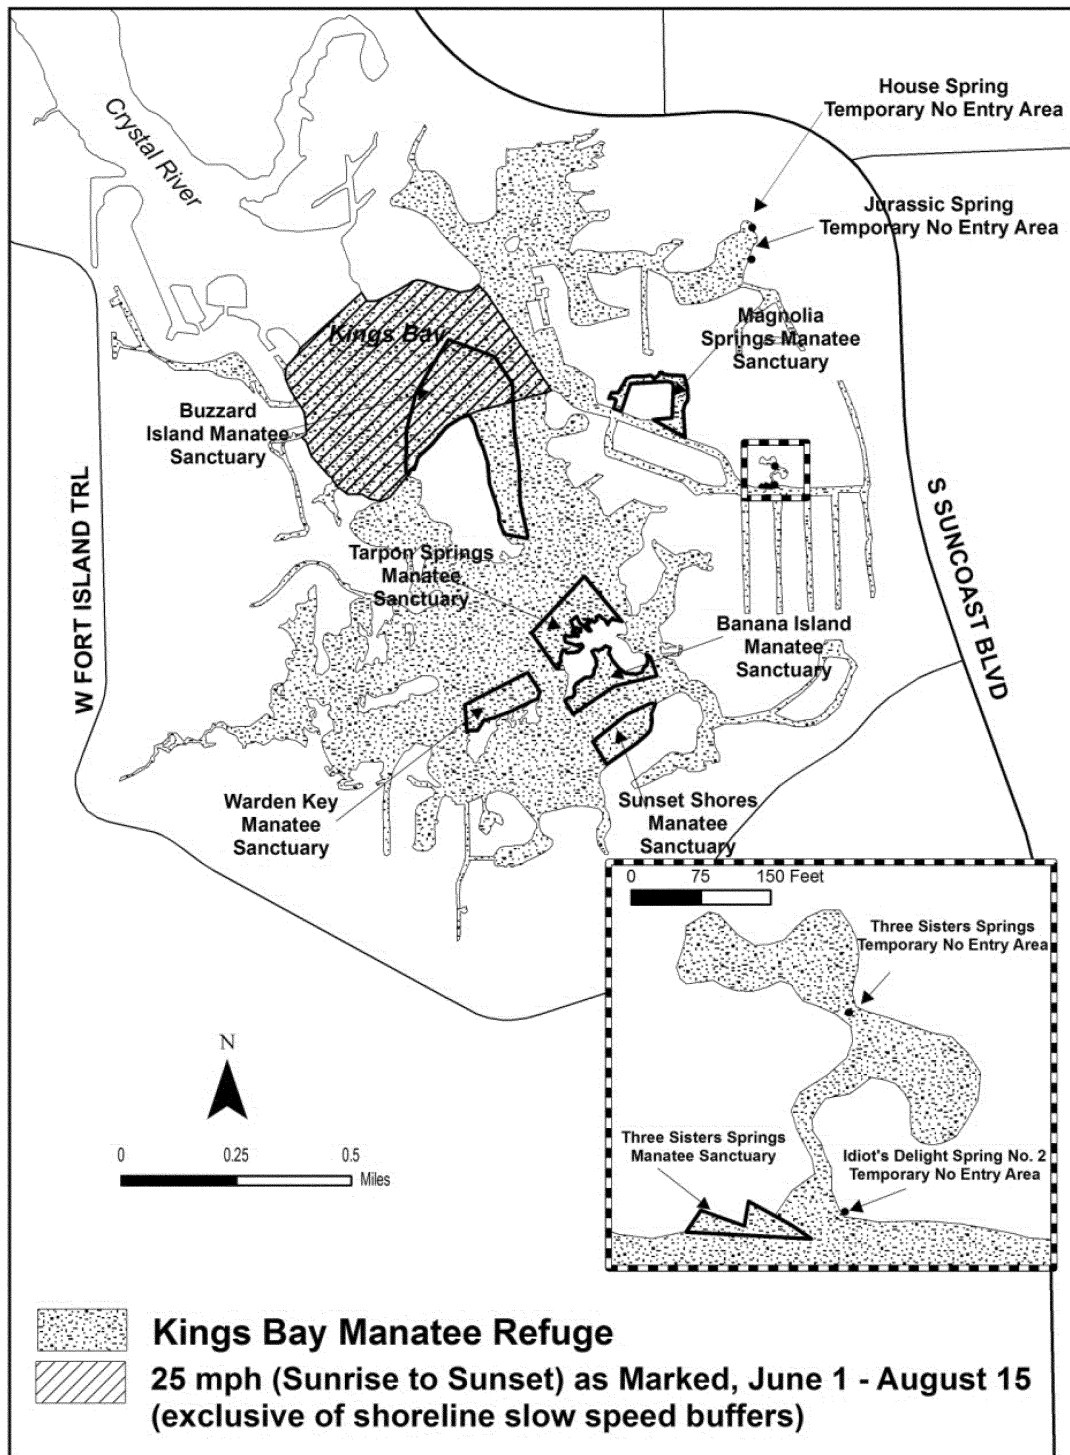 House Spring
Temporary No Entry Area
Crystal River
Jurassic Spring
Temporary No Entry Area
Magnolia
Springs Manatee
Sanctuary
Kings Bay
Buzzard
Island Manatee
Sanctuary
W FORT ISLAND TRL
S SUNCOAST BLVD
Tarpon Springs
Manatee
Sanctuary
Banana Island
Manatee
Sanctuary
Warden Key
Manatee
Sanctuary
Sunset Shores
Manatee
Sanctuary
0 75 150 Feet
Three Sisters Springs
Temporary No Entry Area
N
0 0.25 0.5
Miles
Three Sisters Springs
Manatee Sanctuary
Idiot's Delight Spring No. 2
Temporary No Entry Area
Kings Bay Manatee Refuge
25 mph (Sunrise to Sunset) as Marked, June 1 - August 15
(exclusive of shoreline slow speed buffers)